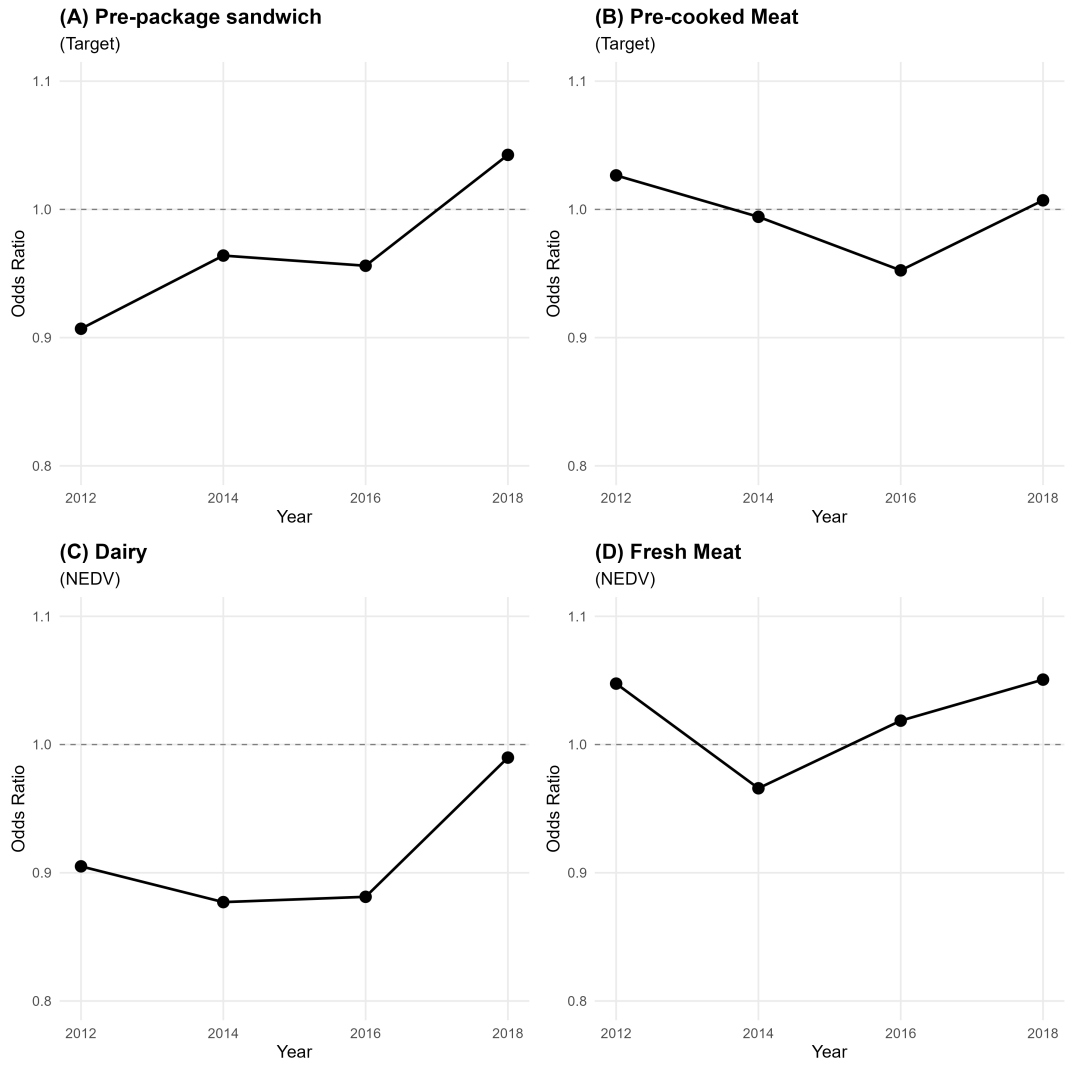 (A) Pre-package sandwich
(Target)
1.1
1.0
0.9
0.8
Odds Ratio
2012 2014 2016 2018
Year
(B) Pre-cooked Meat
(Target)
1.1
1.0
0.9
0.8
Odds Ratio
2012 2014 2016 2018
Year
(C) Dairy
(NEDV)
1.1
1.0
0.9
0.8
Odds Ratio
2012 2014 2016 2018
Year
(D) Fresh Meat
(NEDV)
1.1
1.0
0.9
0.8
Odds Ratio
2012 2014 2016 2018
Year